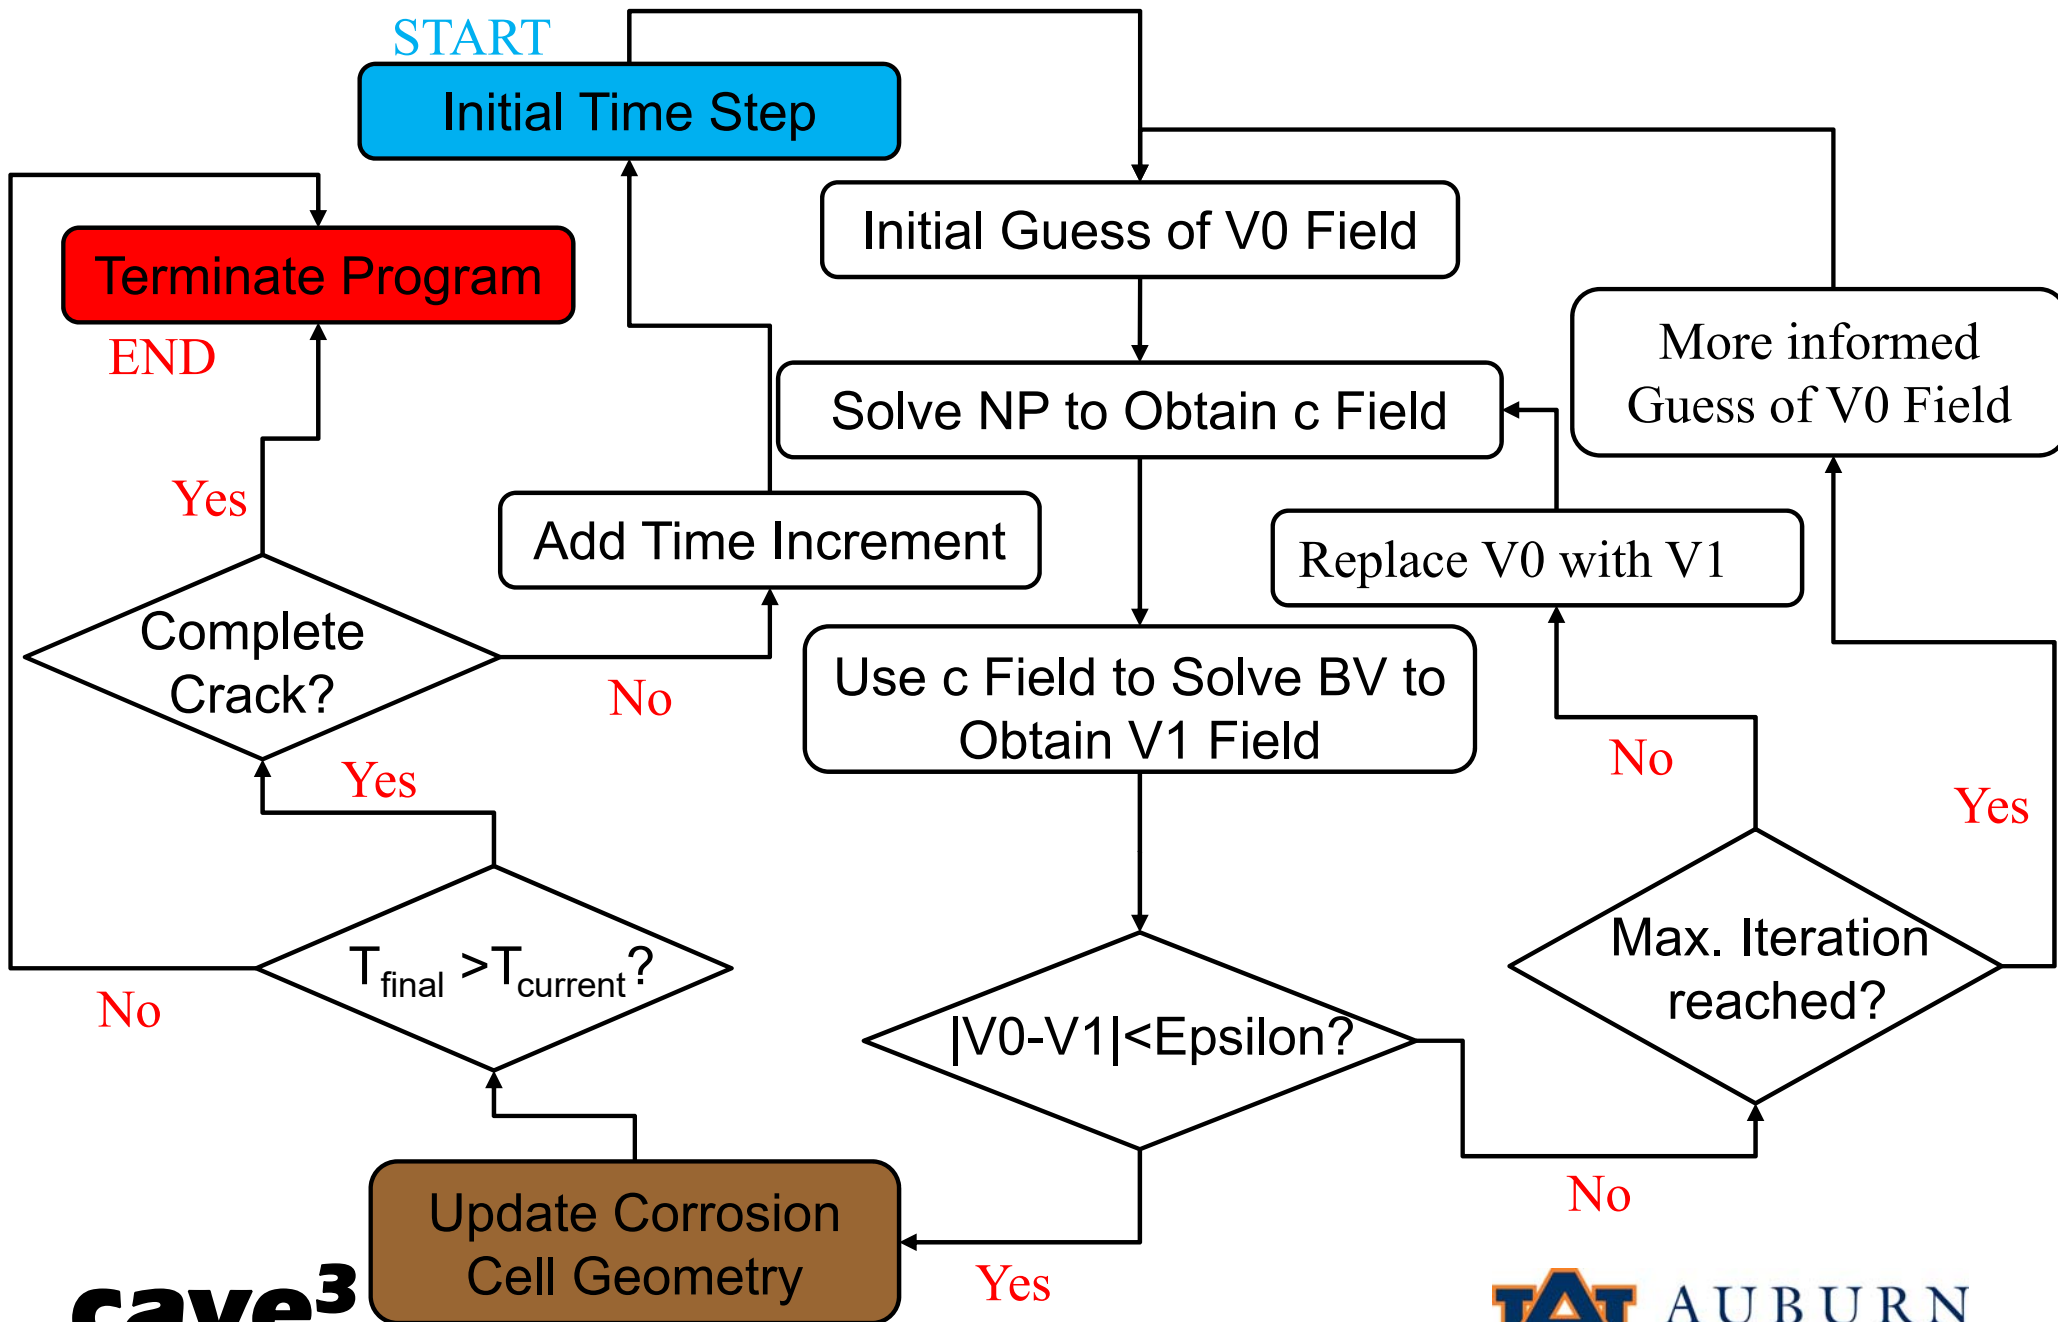 START
Initial Time Step
Initial Guess of V0 Field
Terminate Program
END
More informed
Guess of V0 Field
Solve NP to Obtain c Field
Yes
Add Time Increment
Replace V0 with V1
Complete
Crack?
No
Use c Field to Solve BV to
Obtain V1 Field
No
Yes
Yes
Max. Iteration
reached?
T_final >T_current?
No
|V0-V1|<Epsilon?
No
Update Corrosion
Cell Geometry
Yes
cave³
AUBURN